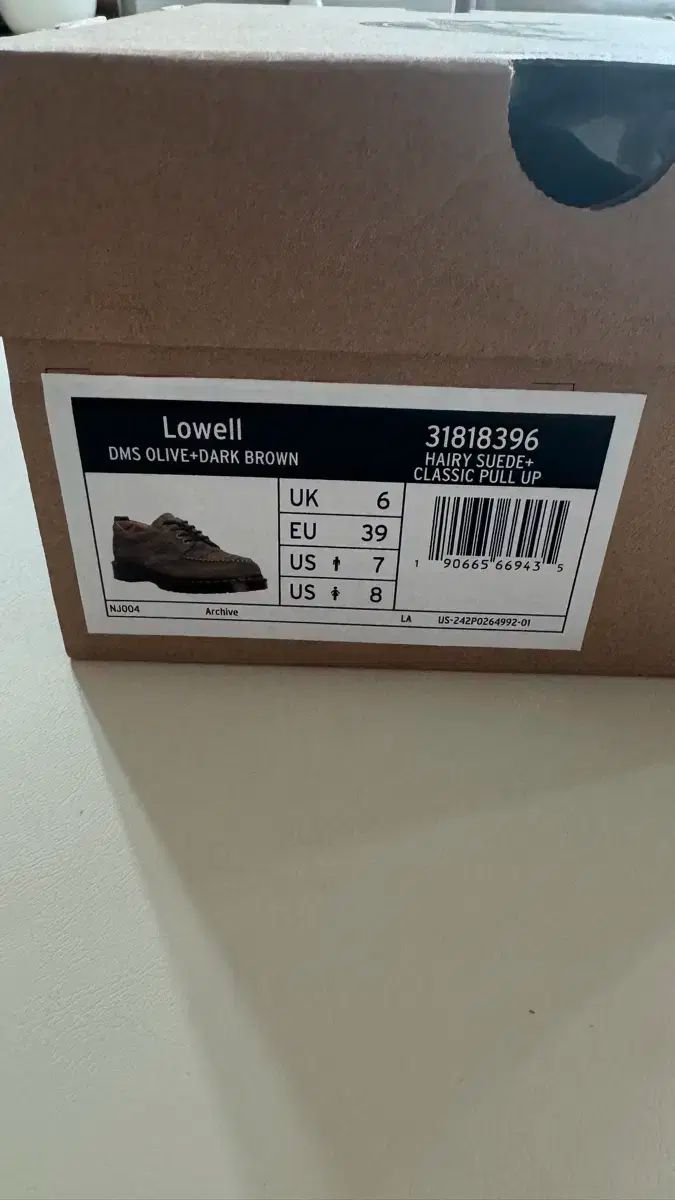 Lowell
DMS OLIVE+DARK BROWN
31818396
HAIRY SUEDE+
CLASSIC PULL UP
UK 6
EU 39
US 7
US 8
1 90665 66943 5
NJ004 Archive LA US-242P0264992-01